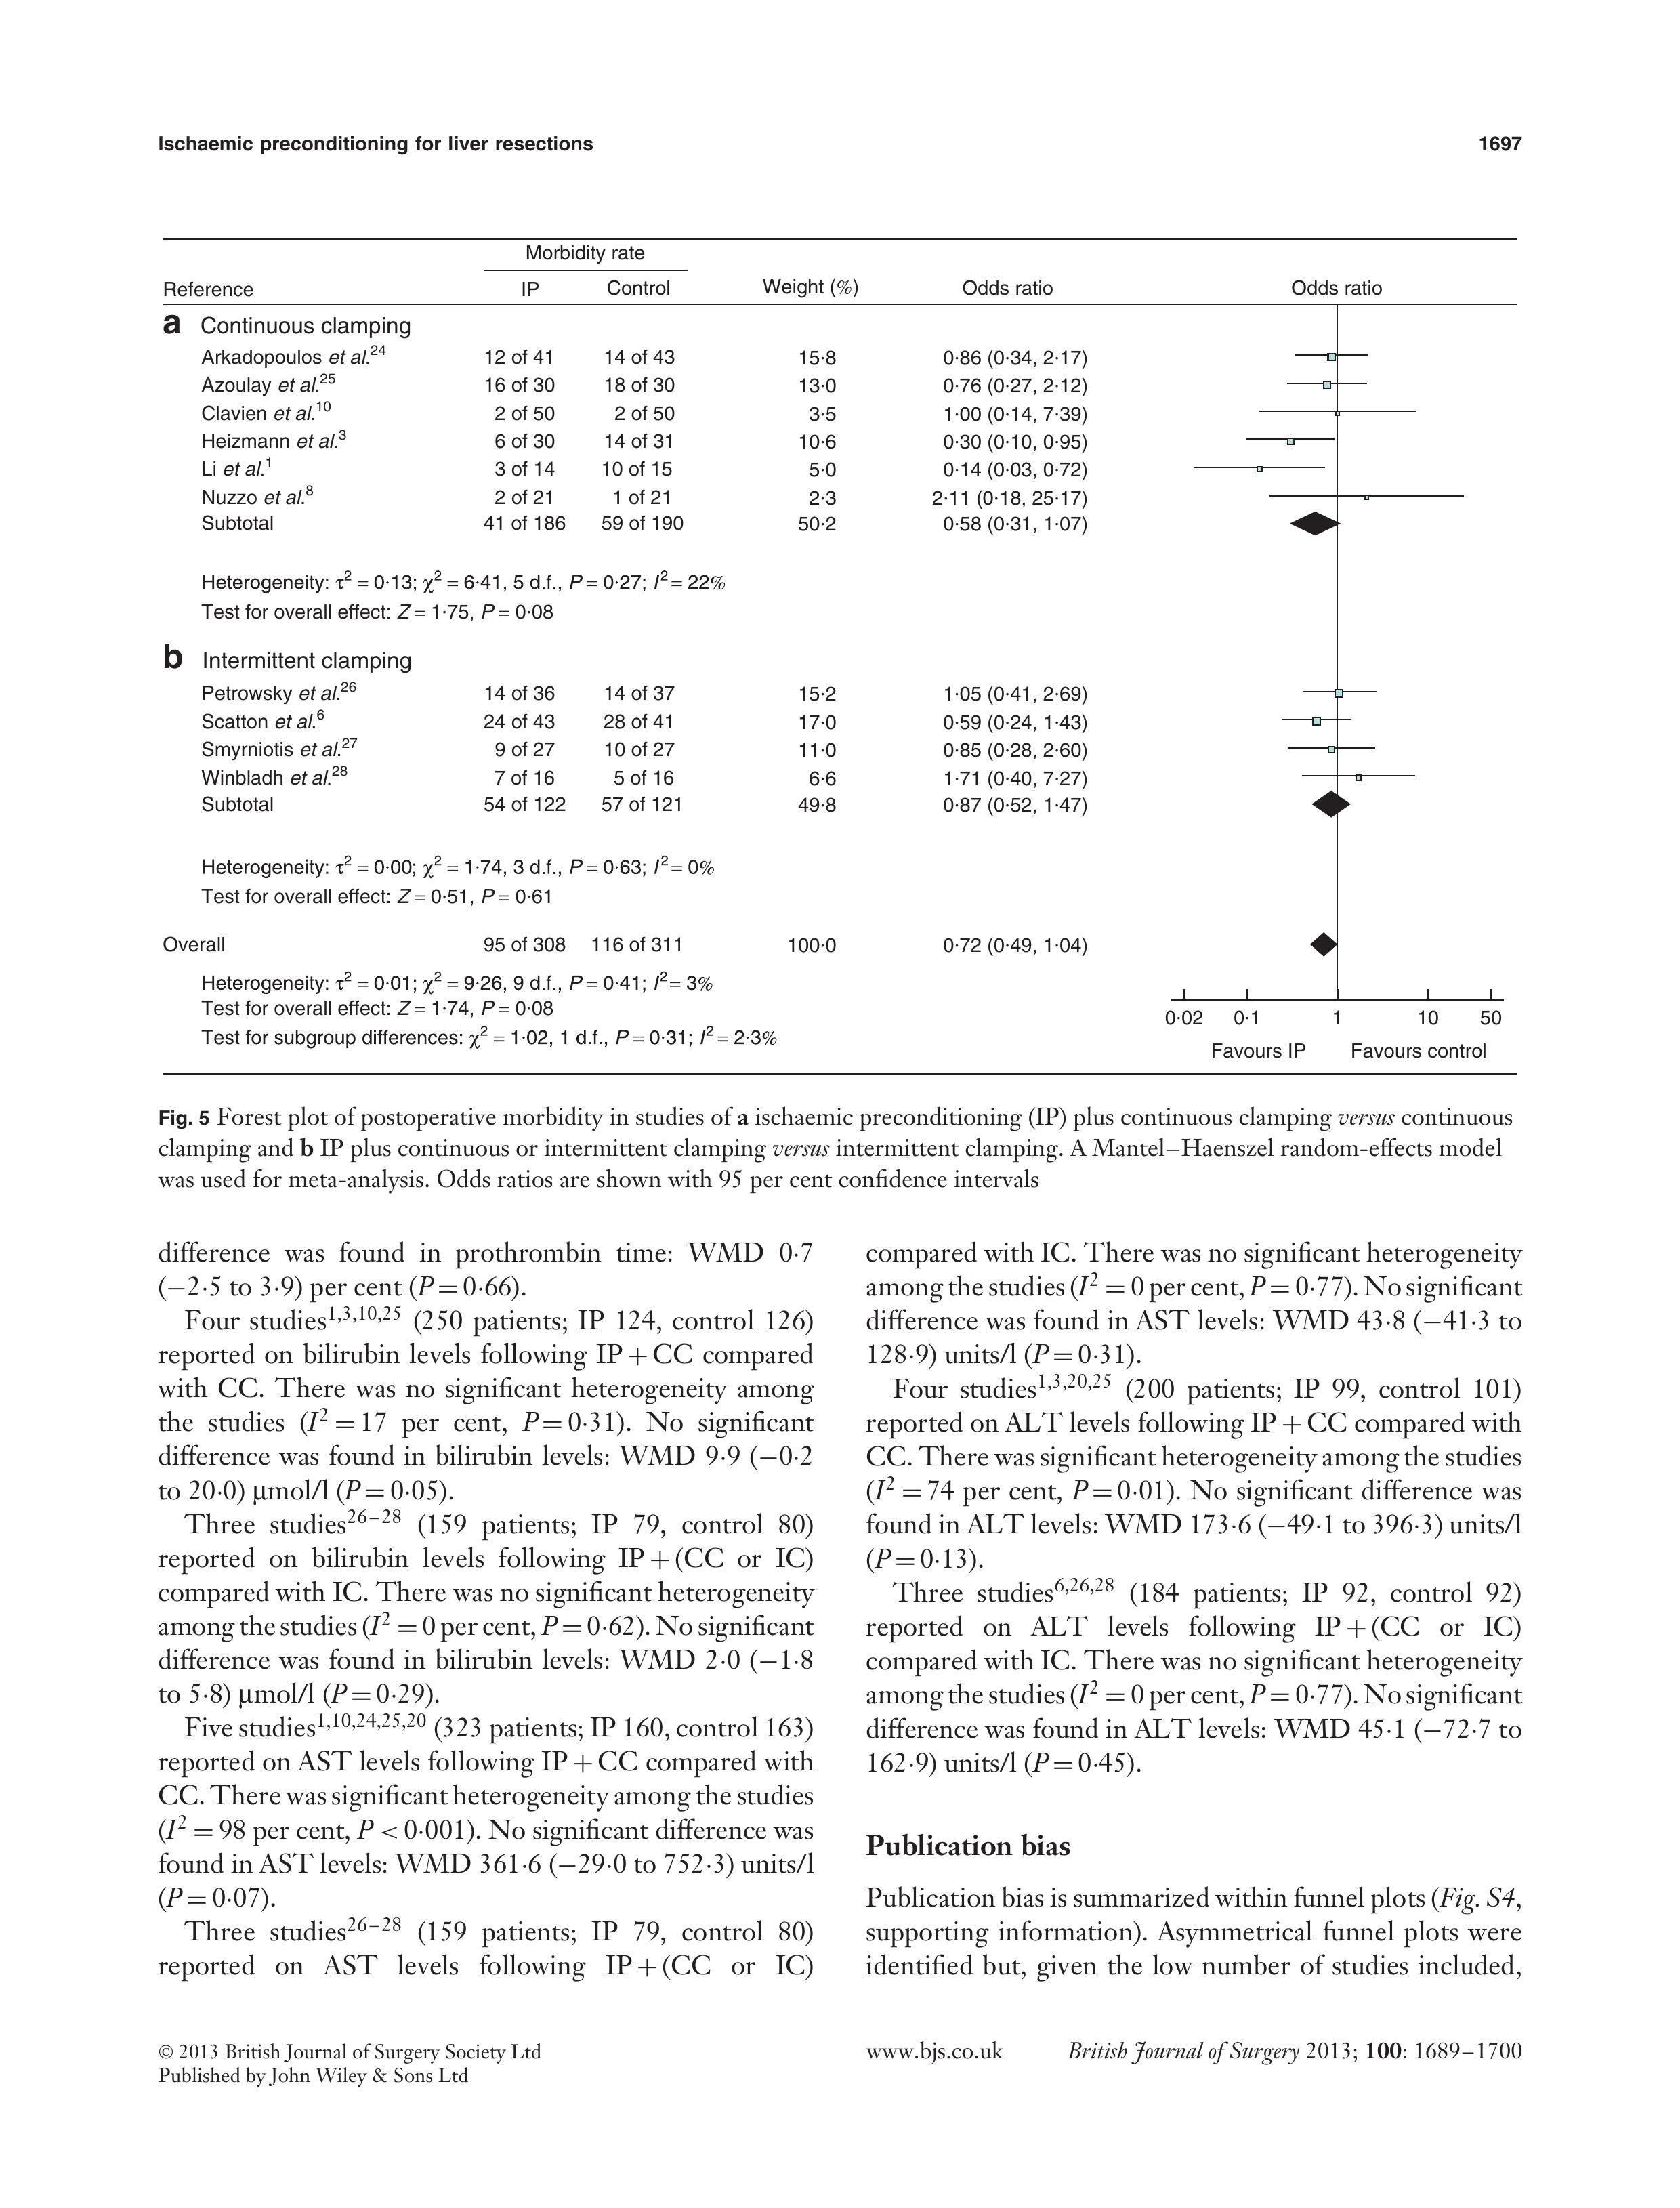 Ischaemic preconditioning for liver resections 1697
Morbidity rate
Reference IP Control Weight (%) Odds ratio Odds ratio
a Continuous clamping
Arkadopoulos et al.24 12 of 41 14 of 43 15·8 0·86 (0·34, 2·17)
Azoulay et al.25 16 of 30 18 of 30 13·0 0·76 (0·27, 2·12)
Clavien et al.10 2 of 50 2 of 50 3·5 1·00 (0·14, 7·39)
Heizmann et al.3 6 of 30 14 of 31 10·6 0·30 (0·10, 0·95)
Li et al.1 3 of 14 10 of 15 5·0 0·14 (0·03, 0·72)
Nuzzo et al.8 2 of 21 1 of 21 2·3 2·11 (0·18, 25·17)
Subtotal 41 of 186 59 of 190 50·2 0·58 (0·31, 1·07)
Heterogeneity: τ2 = 0·13; χ2 = 6·41, 5 d.f., P = 0·27; I2 = 22%
Test for overall effect: Z = 1·75, P = 0·08
b Intermittent clamping
Petrowsky et al.26 14 of 36 14 of 37 15·2 1·05 (0·41, 2·69)
Scatton et al.6 24 of 43 28 of 41 17·0 0·59 (0·24, 1·43)
Smyrniotis et al.27 9 of 27 10 of 27 11·0 0·85 (0·28, 2·60)
Winbladh et al.28 7 of 16 5 of 16 6·6 1·71 (0·40, 7·27)
Subtotal 54 of 122 57 of 121 49·8 0·87 (0·52, 1·47)
Heterogeneity: τ2 = 0·00; χ2 = 1·74, 3 d.f., P = 0·63; I2 = 0%
Test for overall effect: Z = 0·51, P = 0·61
Overall 95 of 308 116 of 311 100·0 0·72 (0·49, 1·04)
Heterogeneity: τ2 = 0·01; χ2 = 9·26, 9 d.f., P = 0·41; I2 = 3%
Test for overall effect: Z = 1·74, P = 0·08
Test for subgroup differences: χ2 = 1·02, 1 d.f., P = 0·31; I2 = 2·3%
0·02 0·1 1 10 50
Favours IP Favours control
Fig. 5 Forest plot of postoperative morbidity in studies of a ischaemic preconditioning (IP) plus continuous clamping versus continuous
clamping and b IP plus continuous or intermittent clamping versus intermittent clamping. A Mantel–Haenszel random-effects model
was used for meta-analysis. Odds ratios are shown with 95 per cent confidence intervals
difference was found in prothrombin time: WMD 0·7
(−2·5 to 3·9) per cent (P = 0·66).
Four studies1,3,10,25 (250 patients; IP 124, control 126)
reported on bilirubin levels following IP + CC compared
with CC. There was no significant heterogeneity among
the studies (I2 = 17 per cent, P = 0·31). No significant
difference was found in bilirubin levels: WMD 9·9 (−0·2
to 20·0) μmol/l (P = 0·05).
Three studies26–28 (159 patients; IP 79, control 80)
reported on bilirubin levels following IP + (CC or IC)
compared with IC. There was no significant heterogeneity
among the studies (I2 = 0 per cent, P = 0·62). No significant
difference was found in bilirubin levels: WMD 2·0 (−1·8
to 5·8) μmol/l (P = 0·29).
Five studies1,10,24,25,20 (323 patients; IP 160, control 163)
reported on AST levels following IP + CC compared with
CC. There was significant heterogeneity among the studies
(I2 = 98 per cent, P < 0·001). No significant difference was
found in AST levels: WMD 361·6 (−29·0 to 752·3) units/l
(P = 0·07).
Three studies26–28 (159 patients; IP 79, control 80)
reported on AST levels following IP + (CC or IC)
compared with IC. There was no significant heterogeneity
among the studies (I2 = 0 per cent, P = 0·77). No significant
difference was found in AST levels: WMD 43·8 (−41·3 to
128·9) units/l (P = 0·31).
Four studies1,3,20,25 (200 patients; IP 99, control 101)
reported on ALT levels following IP + CC compared with
CC. There was significant heterogeneity among the studies
(I2 = 74 per cent, P = 0·01). No significant difference was
found in ALT levels: WMD 173·6 (−49·1 to 396·3) units/l
(P = 0·13).
Three studies6,26,28 (184 patients; IP 92, control 92)
reported on ALT levels following IP + (CC or IC)
compared with IC. There was no significant heterogeneity
among the studies (I2 = 0 per cent, P = 0·77). No significant
difference was found in ALT levels: WMD 45·1 (−72·7 to
162·9) units/l (P = 0·45).
Publication bias
Publication bias is summarized within funnel plots (Fig. S4,
supporting information). Asymmetrical funnel plots were
identified but, given the low number of studies included,
© 2013 British Journal of Surgery Society Ltd www.bjs.co.uk British Journal of Surgery 2013; 100: 1689–1700
Published by John Wiley & Sons Ltd